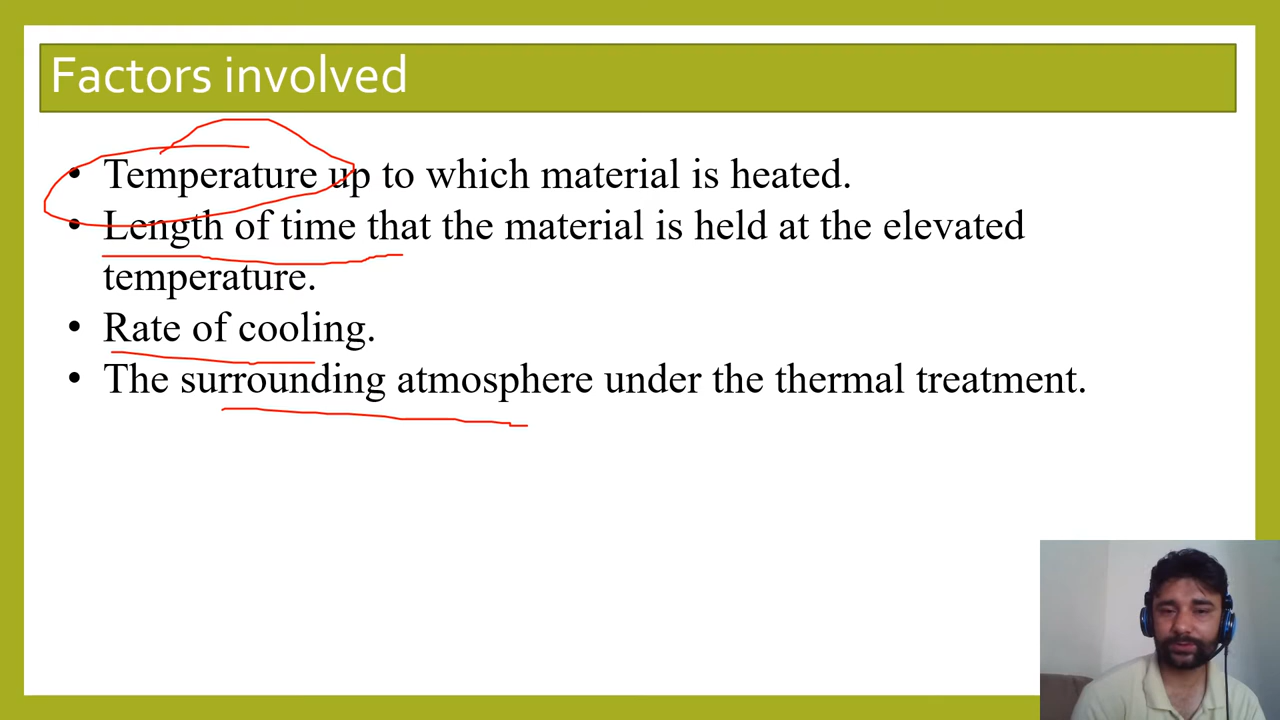 Factors involved
• Temperature up to which material is heated.
• Length of time that the material is held at the elevated
temperature.
• Rate of cooling.
• The surrounding atmosphere under the thermal treatment.